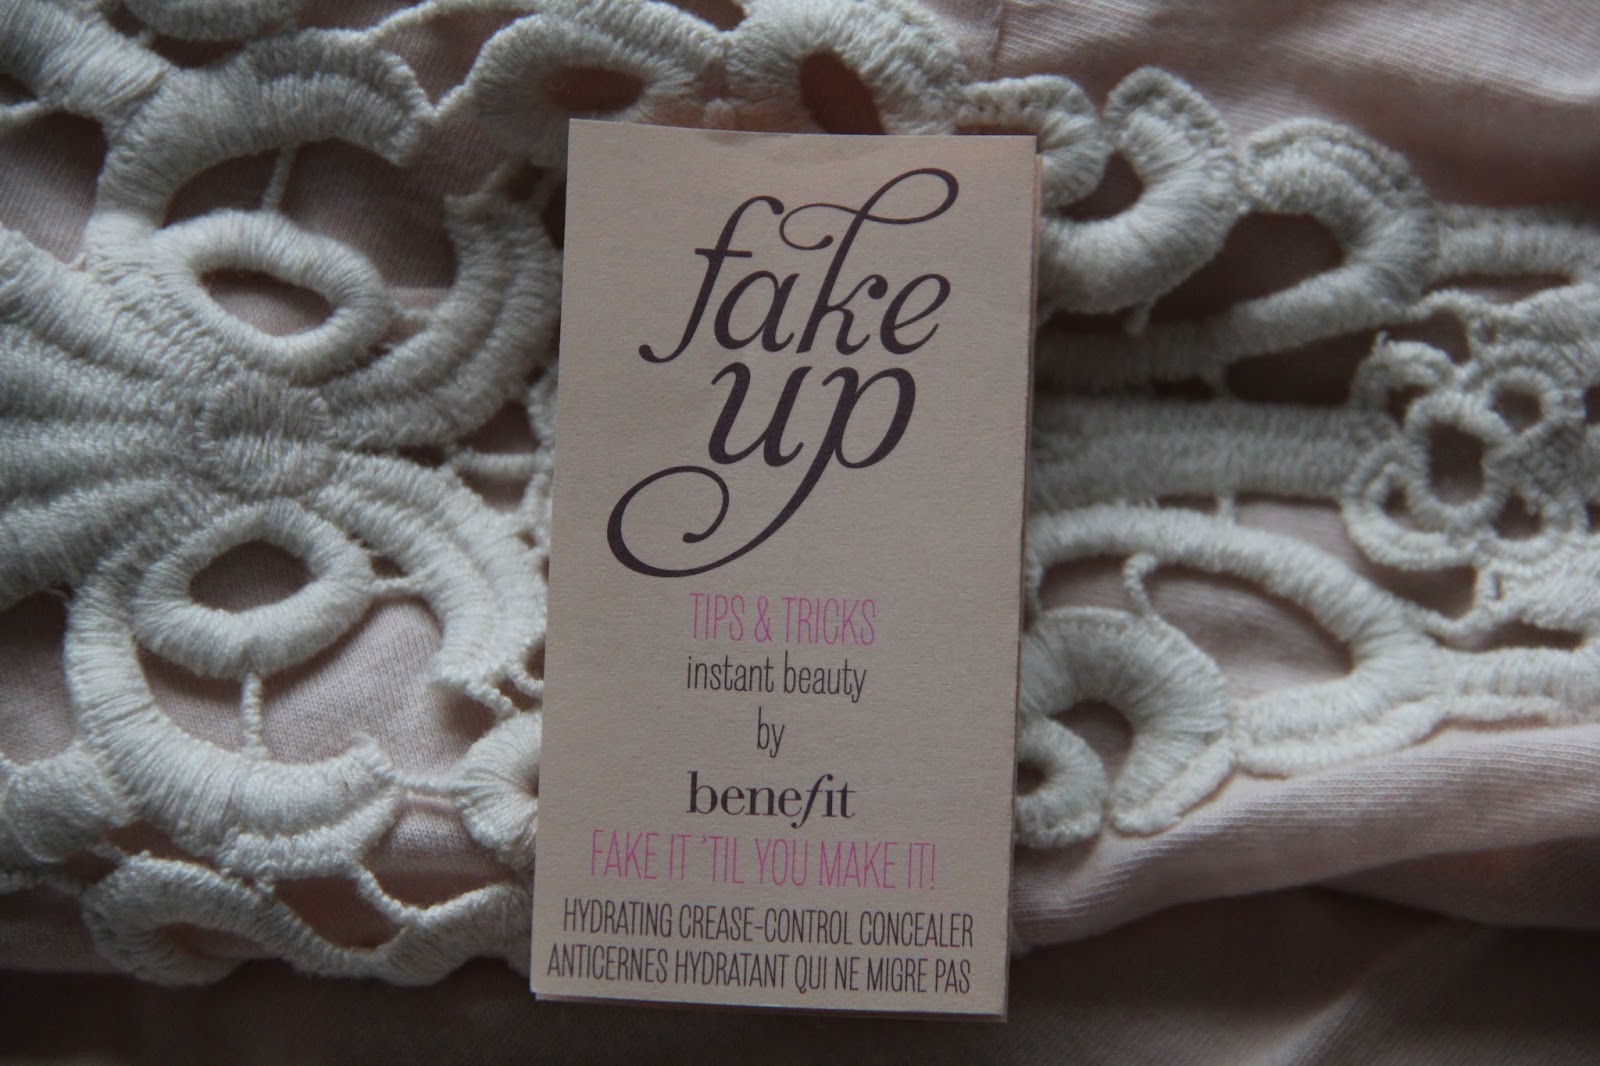 fake
up
TIPS & TRICKS
instant beauty
by
benefit
FAKE IT 'TIL YOU MAKE IT!
HYDRATING CREASE-CONTROL CONCEALER
ANTICERNES HYDRATANT QUI NE MIGRE PAS